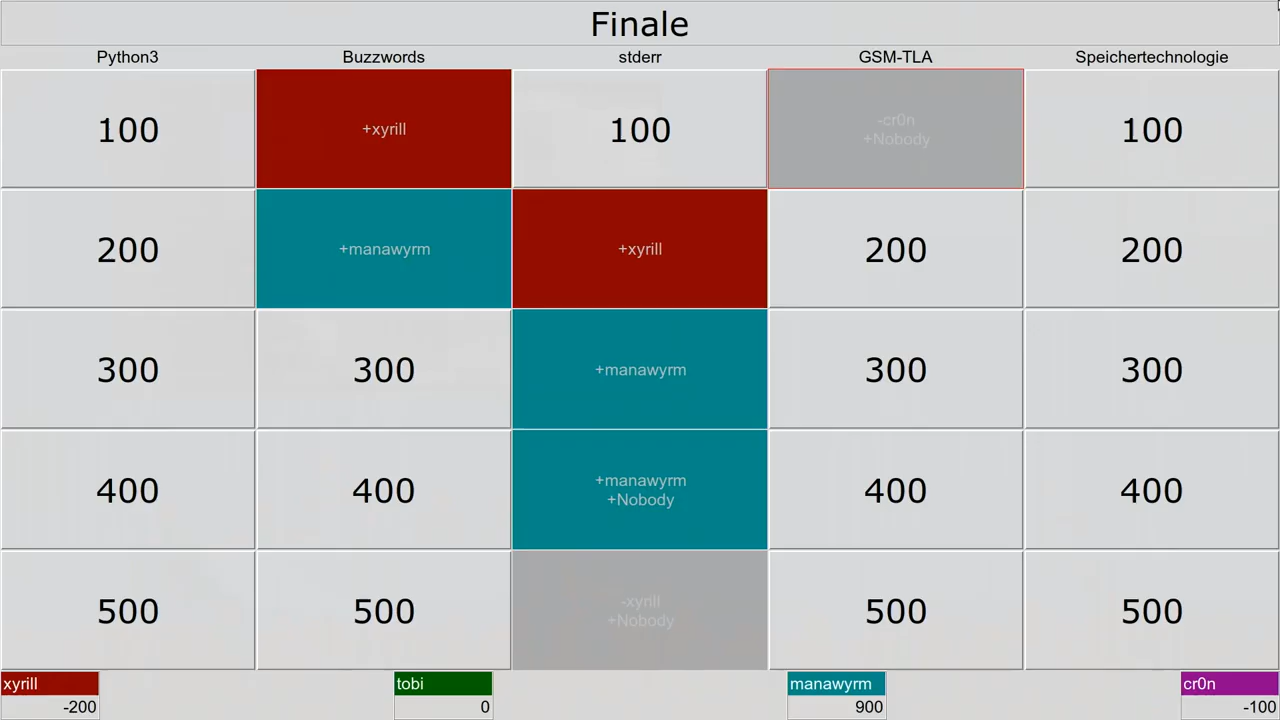 Finale
Python3 Buzzwords stderr GSM-TLA Speichertechnologie
100 +xyrill 100 -cr0n 100
+Nobody
200 +manawyrm +xyrill 200 200
300 300 +manawyrm 300 300
400 400 +manawyrm 400 400
+Nobody
500 500 -xyrill 500 500
+Nobody
xyrill tobi manawyrm cr0n
-200 0 900 -100